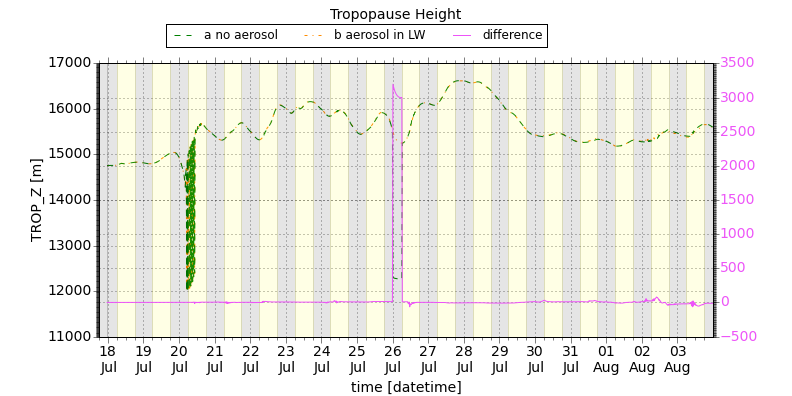 Tropopause Height
a no aerosol b aerosol in LW difference
17000
16000
15000
14000
13000
12000
11000
TROP_Z [m]
3500
3000
2500
2000
1500
1000
500
0
−500
18 19 20 21 22 23 24 25 26 27 28 29 30 31 01 02 03
Jul Jul Jul Jul Jul Jul Jul Jul Jul Jul Jul Jul Jul Jul Aug Aug Aug
time [datetime]